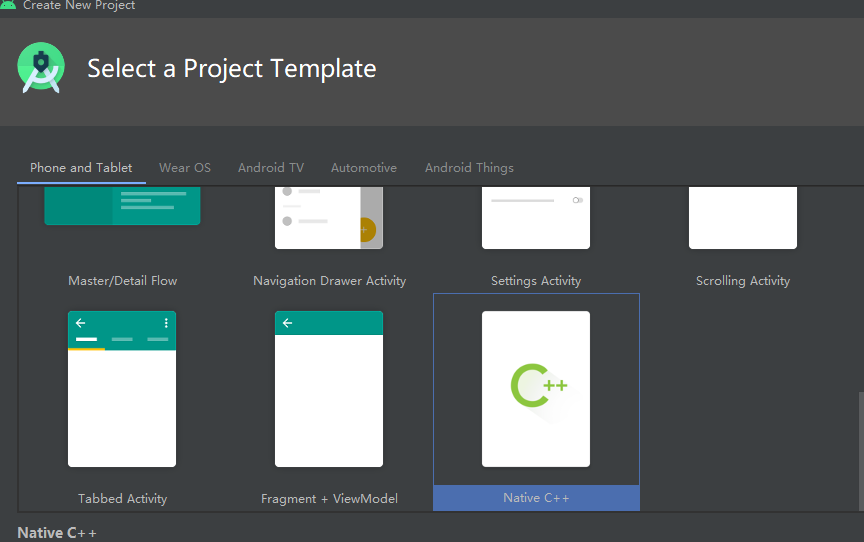 Create New Project
Select a Project Template
Phone and Tablet
Wear OS
Android TV
Automotive
Android Things
Master/Detail Flow
Navigation Drawer Activity
Settings Activity
Scrolling Activity
C++
Tabbed Activity
Fragment + ViewModel
Native C++
Native C++